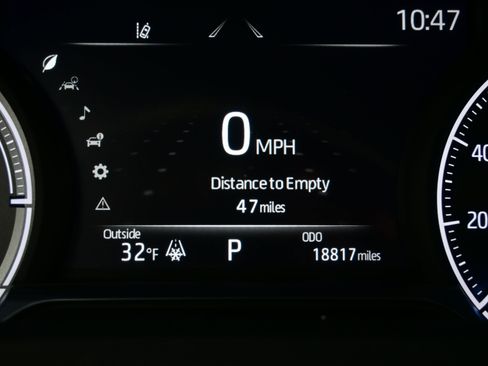 10:47
0 MPH
Distance to Empty
47 miles
Outside
32°F
P
ODO
18817 miles
40
20